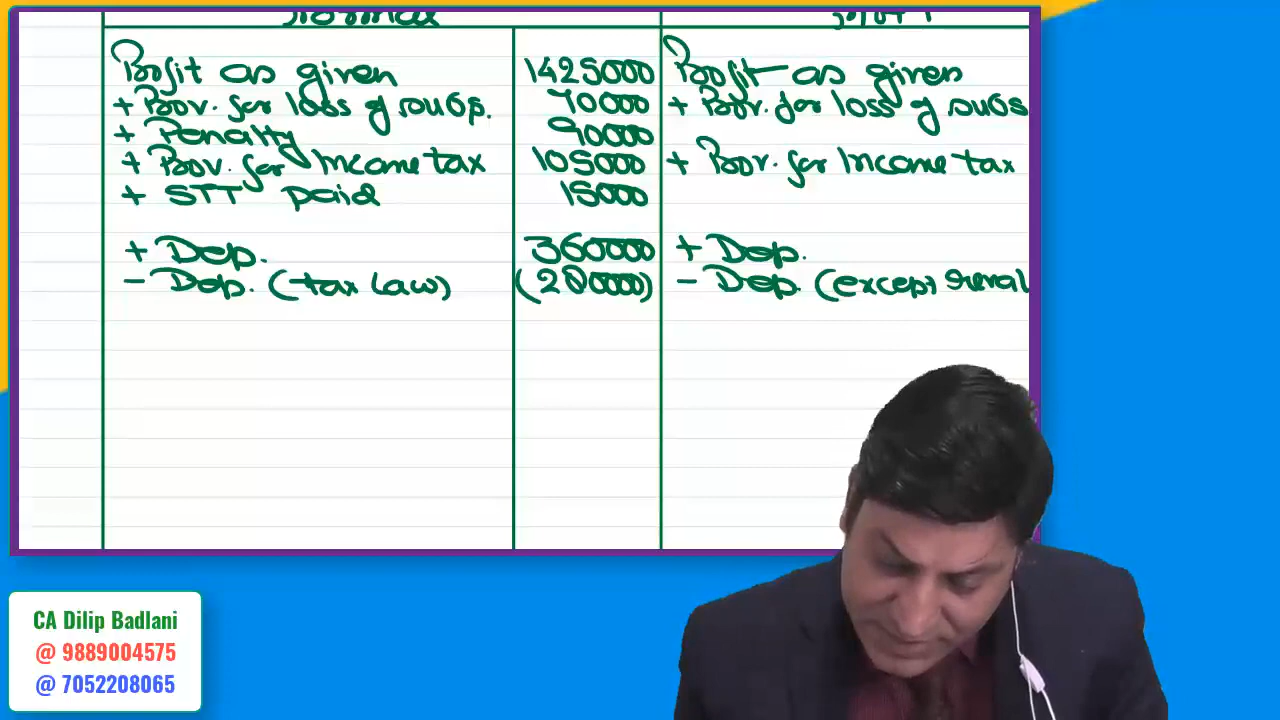 Normal
Profit as given 1425000 Profit as given
+ Prov. for loss of subs. 70000 + Prov. for loss of subs
+ Penalty 90000
+ Prov. for Income tax 105000 + Prov. for Income tax
+ STT paid 15000
+ Dep. 360000 + Dep.
- Dep. (tax law) (280000) - Dep. (except reval
CA Dilip Badlani
@ 9889004575
@ 7052208065